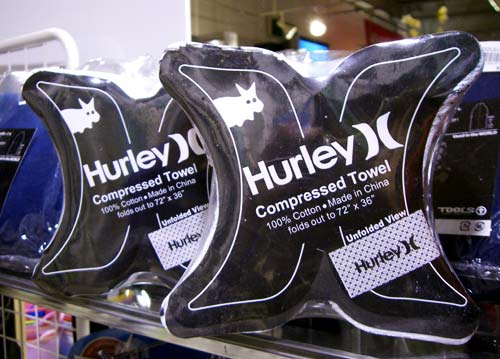 Hurley
Compressed Towel
100% Cotton • Made in China
folds out to 72" x 36"
Unfolded View
Hurley
Hurley
Compressed Towel
100% Cotton • Made in China
folds out to 72" x 36"
Unfolded View
Hurley
TOOLS